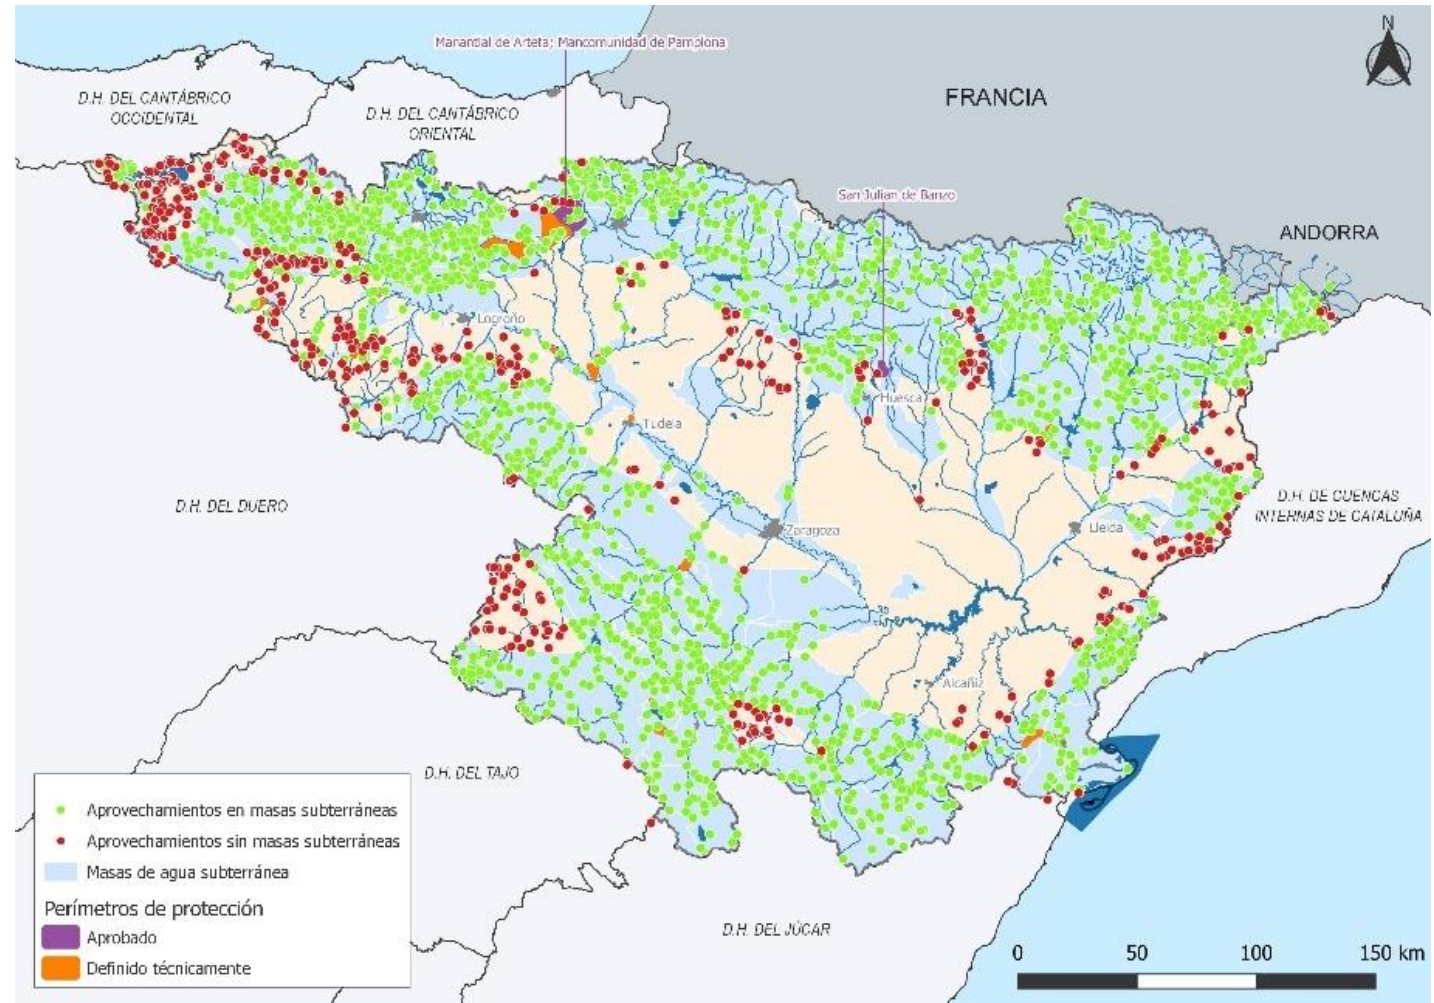 Manantial de Arteta; Mancomunidad de Pamplona
N
FRANCIA
D.H. DEL CANTÁBRICO
OCCIDENTAL
D.H. DEL CANTÁBRICO
ORIENTAL
San Julian de Banzo
ANDORRA
Logroño
Huesca
Tudela
D.H. DEL DUERO
D.H. DE CUENCAS
INTERNAS DE CATALUÑA
Zaragoza
Lleida
Alcañiz
D.H. DEL TAJO
D.H. DEL JÚCAR
Aprovechamientos en masas subterráneas
Aprovechamientos sin masas subterráneas
Masas de agua subterránea
Perímetros de protección
Aprobado
Definido técnicamente
0 50 100 150 km